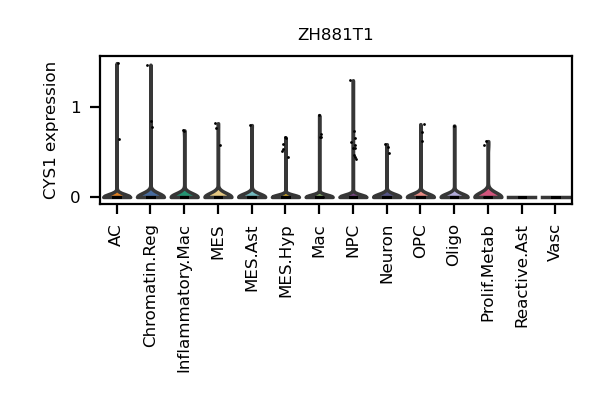 ZH881T1
CYS1 expression
1
0
AC
Chromatin.Reg
Inflammatory.Mac
MES
MES.Ast
MES.Hyp
Mac
NPC
Neuron
OPC
Oligo
Prolif.Metab
Reactive.Ast
Vasc